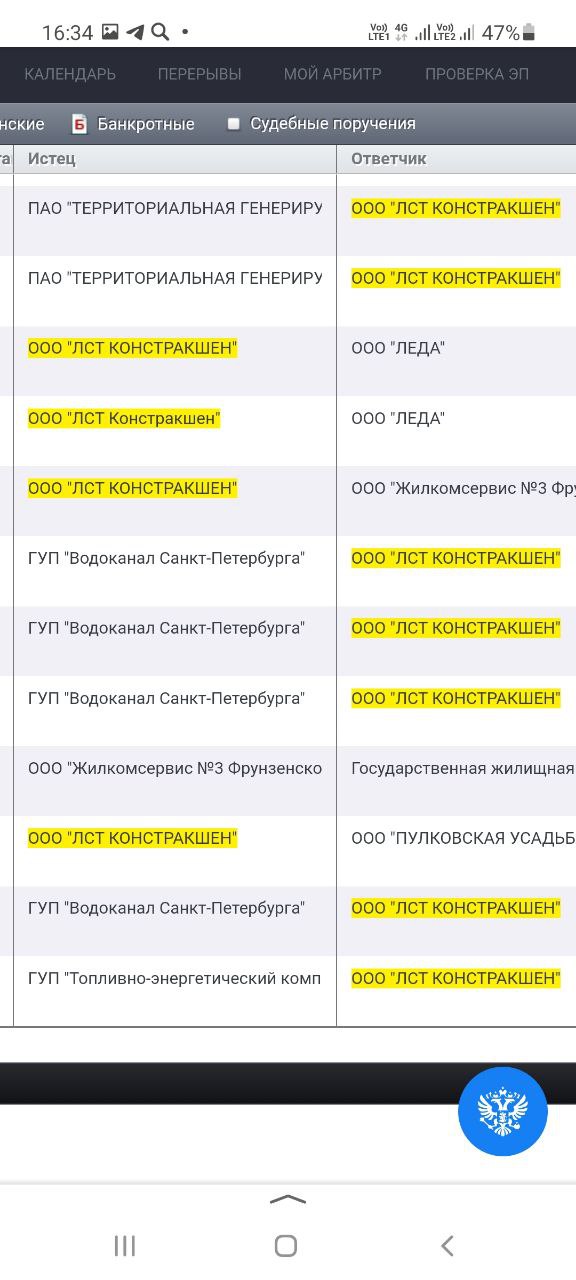 16:34 Vo)) LTE1 4G Vo)) LTE2 47%
КАЛЕНДАРЬ ПЕРЕРЫВЫ МОЙ АРБИТР ПРОВЕРКА ЭП
нские Б Банкротные Судебные поручения
та Истец Ответчик
ПАО "ТЕРРИТОРИАЛЬНАЯ ГЕНЕРИРУ ООО "ЛСТ КОНСТРАКШЕН"
ПАО "ТЕРРИТОРИАЛЬНАЯ ГЕНЕРИРУ ООО "ЛСТ КОНСТРАКШЕН"
ООО "ЛСТ КОНСТРАКШЕН" ООО "ЛЕДА"
ООО "ЛСТ Констракшен" ООО "ЛЕДА"
ООО "ЛСТ КОНСТРАКШЕН" ООО "Жилкомсервис №3 Фру
ГУП "Водоканал Санкт-Петербурга" ООО "ЛСТ КОНСТРАКШЕН"
ГУП "Водоканал Санкт-Петербурга" ООО "ЛСТ КОНСТРАКШЕН"
ГУП "Водоканал Санкт-Петербурга" ООО "ЛСТ КОНСТРАКШЕН"
ООО "Жилкомсервис №3 Фрунзенско Государственная жилищная
ООО "ЛСТ КОНСТРАКШЕН" ООО "ПУЛКОВСКАЯ УСАДЬБ
ГУП "Водоканал Санкт-Петербурга" ООО "ЛСТ КОНСТРАКШЕН"
ГУП "Топливно-энергетический комп ООО "ЛСТ КОНСТРАКШЕН"